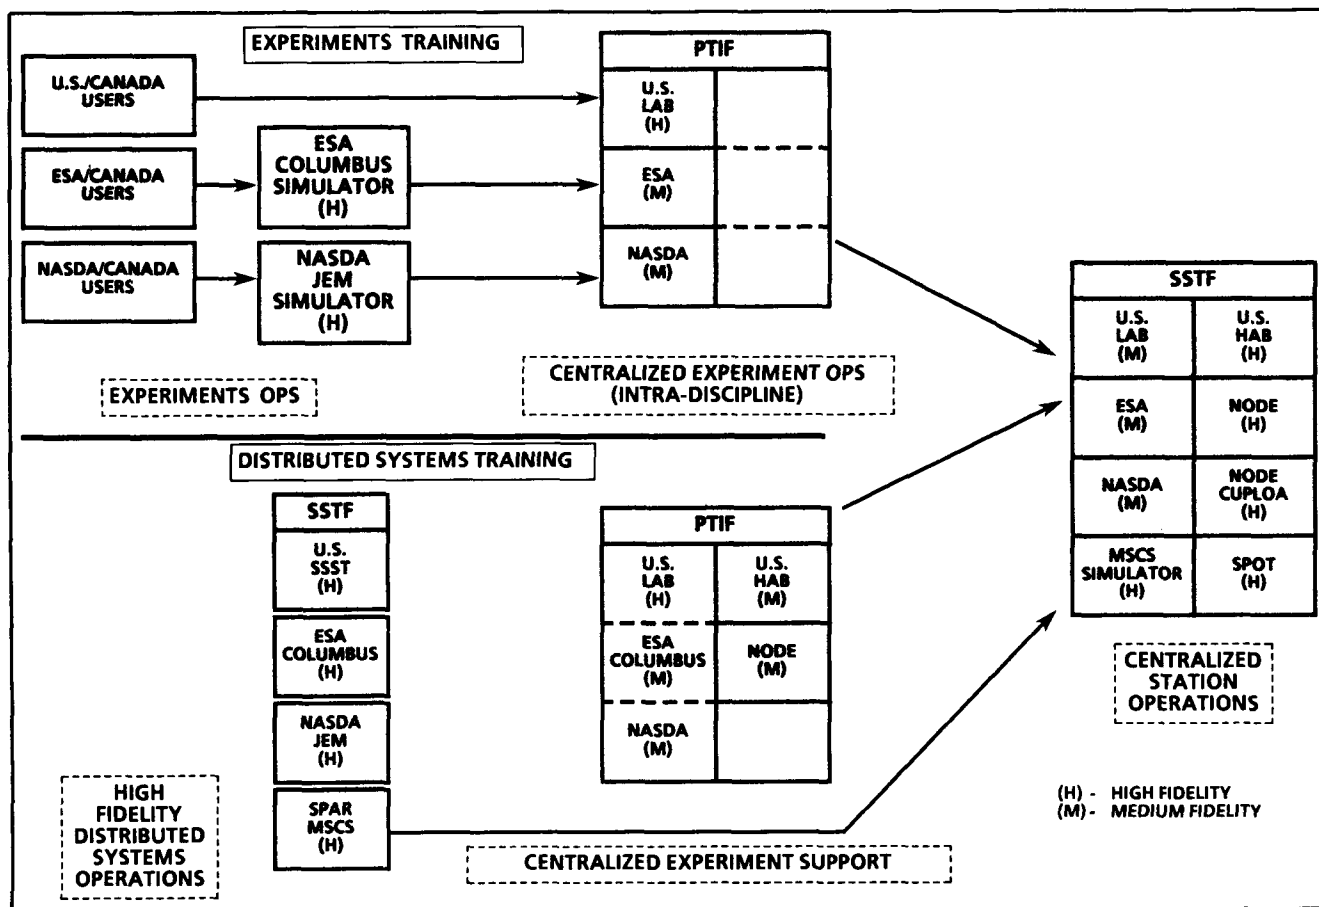 EXPERIMENTS TRAINING
U.S./CANADA
USERS
ESA/CANADA
USERS
NASDA/CANADA
USERS
ESA
COLUMBUS
SIMULATOR
(H)
NASDA
JEM
SIMULATOR
(H)
PTIF
U.S.
LAB
(H)
ESA
(M)
NASDA
(M)
EXPERIMENTS OPS
CENTRALIZED EXPERIMENT OPS
(INTRA-DISCIPLINE)
DISTRIBUTED SYSTEMS TRAINING
SSTF
U.S.
SSST
(H)
ESA
COLUMBUS
(H)
NASDA
JEM
(H)
SPAR
MSCS
(H)
HIGH
FIDELITY
DISTRIBUTED
SYSTEMS
OPERATIONS
PTIF
U.S.
LAB
(H)
U.S.
HAB
(M)
ESA
COLUMBUS
(M)
NODE
(M)
NASDA
(M)
CENTRALIZED EXPERIMENT SUPPORT
SSTF
U.S.
LAB
(M)
U.S.
HAB
(H)
ESA
(M)
NODE
(H)
NASDA
(M)
NODE
CUPLOA
(H)
MSCS
SIMULATOR
(H)
SPOT
(H)
CENTRALIZED
STATION
OPERATIONS
(H) - HIGH FIDELITY
(M) - MEDIUM FIDELITY